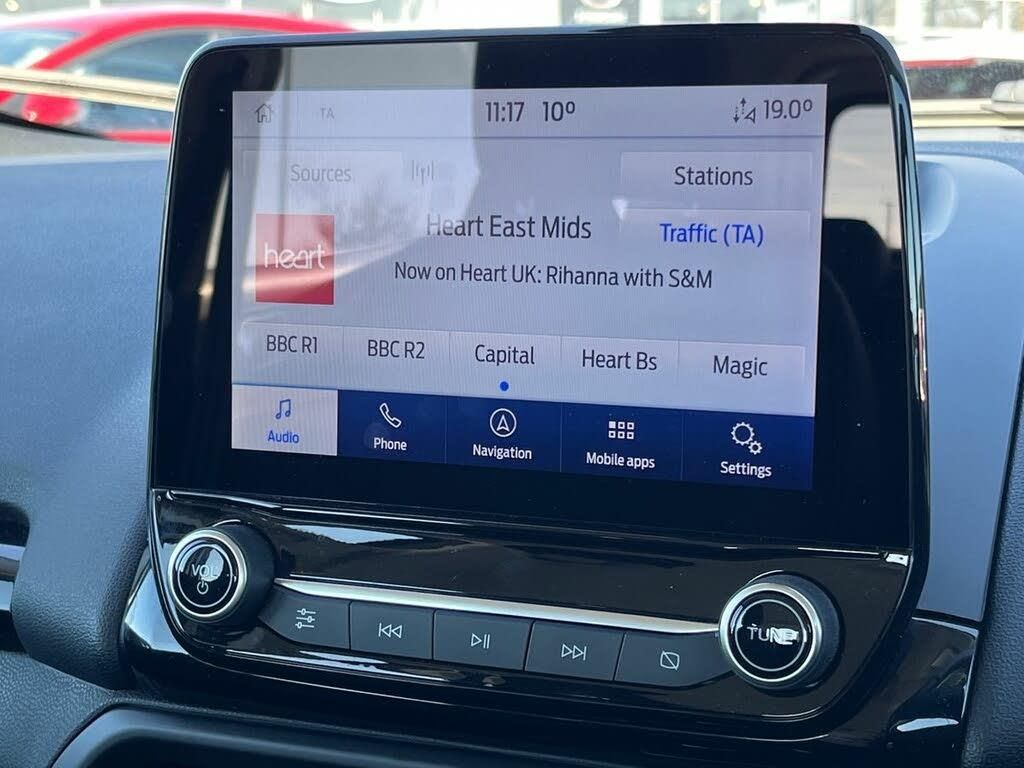 TA
11:17 10º
19.0º
Sources
Stations
heart
Heart East Mids
Traffic (TA)
Now on Heart UK: Rihanna with S&M
BBC R1
BBC R2
Capital
Heart Bs
Magic
Audio
Phone
Navigation
Mobile apps
Settings
VOL
TUNE